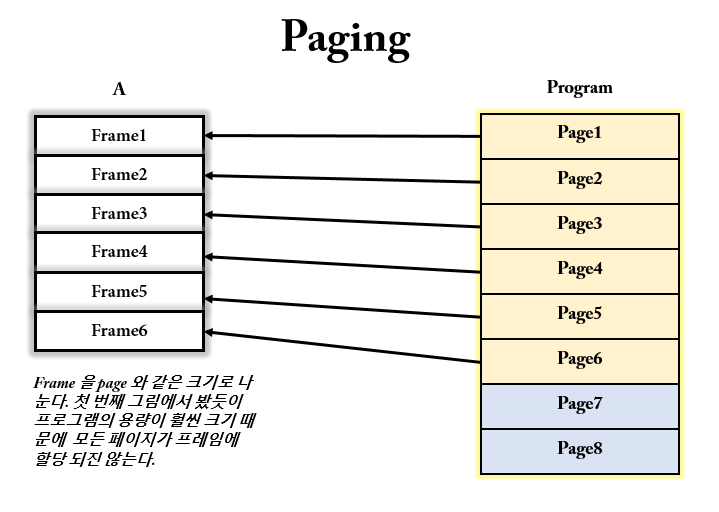 Paging
A
Frame1
Frame2
Frame3
Frame4
Frame5
Frame6
Frame 을 page 와 같은 크기로 나
눈다. 첫 번째 그림에서 봤듯이
프로그램의 용량이 훨씬 크기 때
문에 모든 페이지가 프레임에
할당 되진 않는다.
Program
Page1
Page2
Page3
Page4
Page5
Page6
Page7
Page8